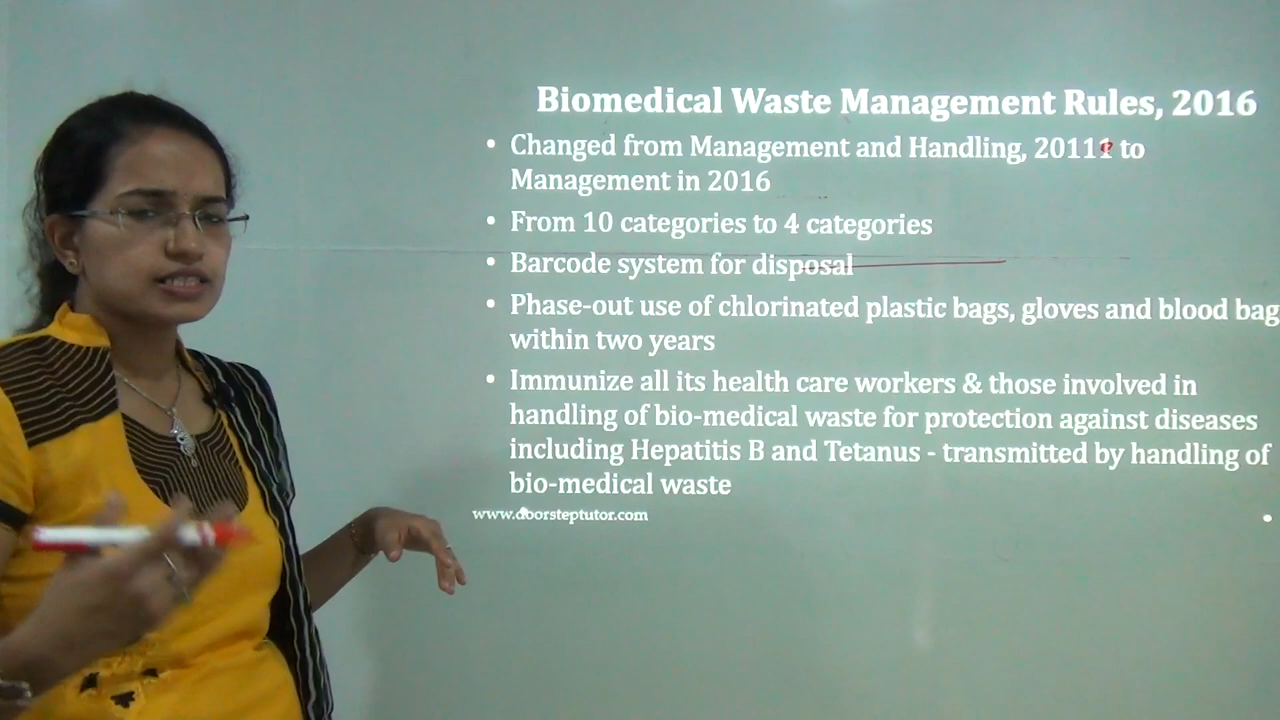 Biomedical Waste Management Rules, 2016
• Changed from Management and Handling, 20111 to
Management in 2016
• From 10 categories to 4 categories
• Barcode system for disposal
• Phase-out use of chlorinated plastic bags, gloves and blood bag
within two years
• Immunize all its health care workers & those involved in
handling of bio-medical waste for protection against diseases
including Hepatitis B and Tetanus - transmitted by handling of
bio-medical waste
www.doorsteptutor.com